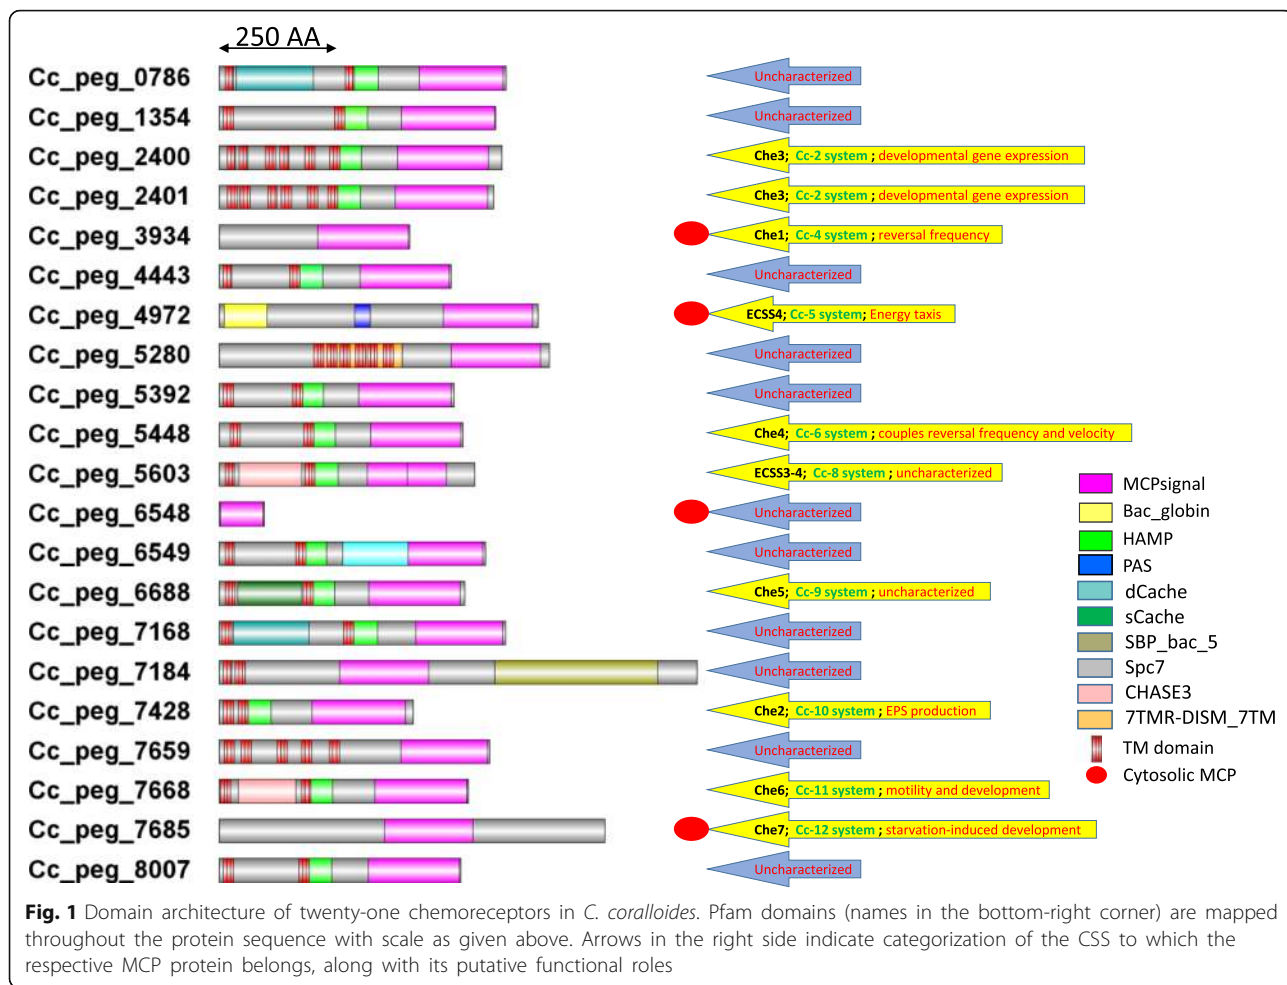 250 AA
Cc_peg_0786 Uncharacterized
Cc_peg_1354 Uncharacterized
Cc_peg_2400 Che3; Cc-2 system ; developmental gene expression
Cc_peg_2401 Che3; Cc-2 system ; developmental gene expression
Cc_peg_3934 Che1; Cc-4 system ; reversal frequency
Cc_peg_4443 Uncharacterized
Cc_peg_4972 ECSS4; Cc-5 system; Energy taxis
Cc_peg_5280 Uncharacterized
Cc_peg_5392 Uncharacterized
Cc_peg_5448 Che4; Cc-6 system ; couples reversal frequency and velocity
Cc_peg_5603 ECSS3-4; Cc-8 system ; uncharacterized
Cc_peg_6548 Uncharacterized
Cc_peg_6549 Uncharacterized
Cc_peg_6688 Che5; Cc-9 system ; uncharacterized
Cc_peg_7168 Uncharacterized
Cc_peg_7184 Uncharacterized
Cc_peg_7428 Che2; Cc-10 system ; EPS production
Cc_peg_7659 Uncharacterized
Cc_peg_7668 Che6; Cc-11 system ; motility and development
Cc_peg_7685 Che7; Cc-12 system ; starvation-induced development
Cc_peg_8007 Uncharacterized
MCPsignal
Bac_globin
HAMP
PAS
dCache
sCache
SBP_bac_5
Spc7
CHASE3
7TMR-DISM_7TM
TM domain
Cytosolic MCP
Fig. 1 Domain architecture of twenty-one chemoreceptors in C. coralloides. Pfam domains (names in the bottom-right corner) are mapped
throughout the protein sequence with scale as given above. Arrows in the right side indicate categorization of the CSS to which the
respective MCP protein belongs, along with its putative functional roles